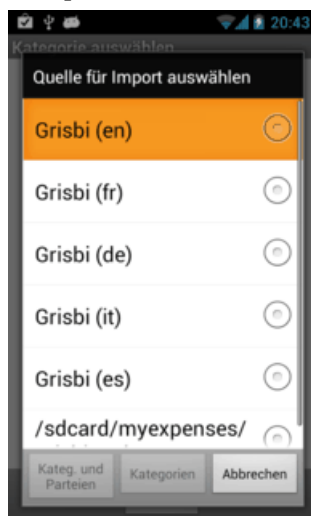 20:43
Kategorie auswählen
Quelle für Import auswählen
Grisbi (en)
Grisbi (fr)
Grisbi (de)
Grisbi (it)
Grisbi (es)
/sdcard/myexpenses/
Kateg. und
Parteien
Kategorien
Abbrechen